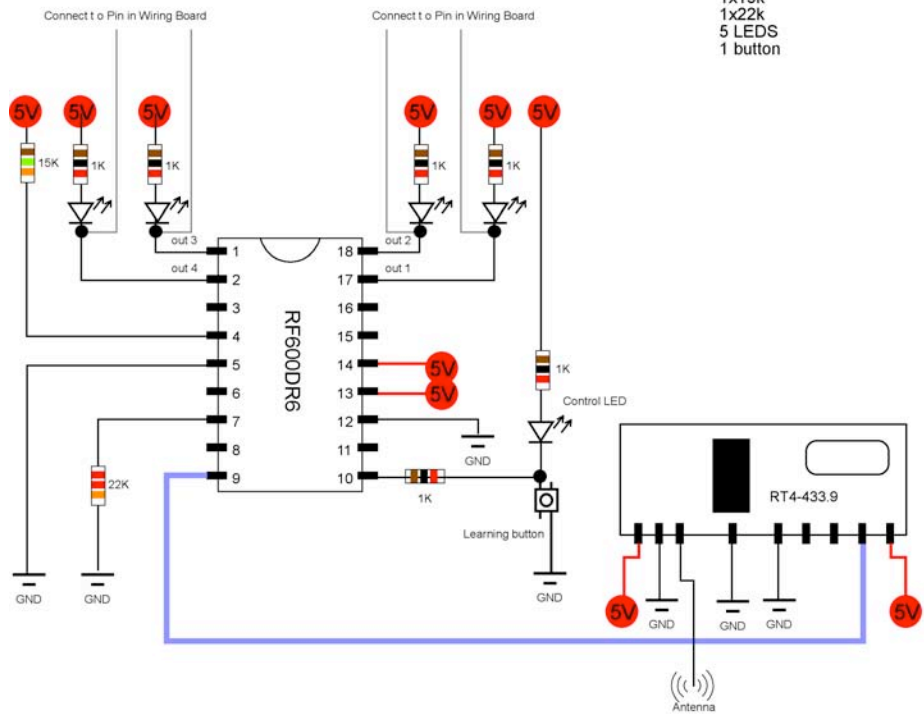 Connect t o Pin in Wiring Board
Connect t o Pin in Wiring Board
1x22k
5 LEDS
1 button
5V
5V
5V
5V
5V
5V
15K
1K
1K
1K
1K
out 3
out 2
out 4
out 1
1
2
3
4
5
6
7
8
9
18
17
16
15
14
13
12
11
10
RF600DR6
5V
5V
1K
Control LED
GND
22K
1K
Learning button
RT4-433.9
GND
GND
GND
5V
GND
GND
GND
5V
Antenna